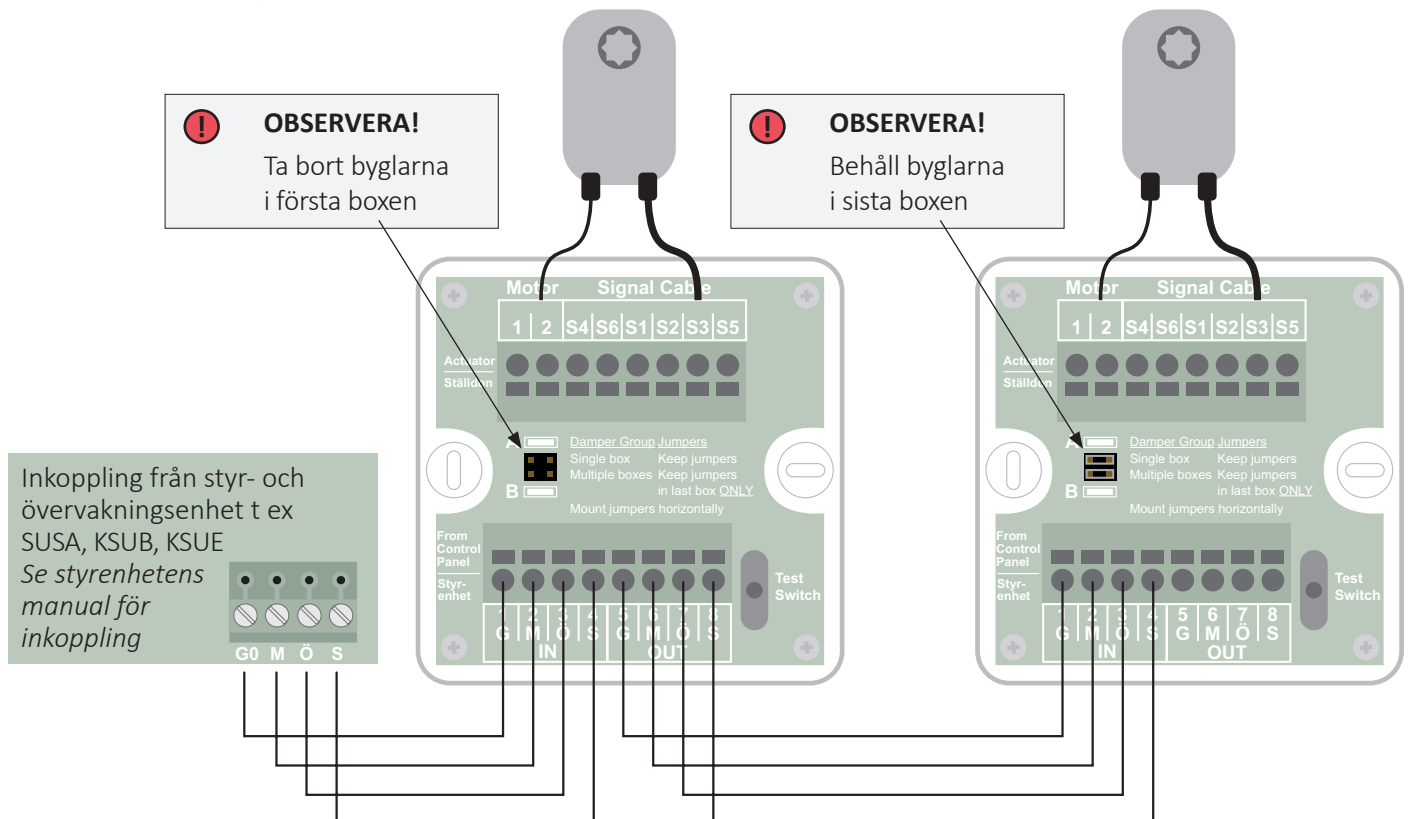 !
OBSERVERA!
Ta bort byglarna
i första boxen
!
OBSERVERA!
Behåll byglarna
i sista boxen
Motor Signal Cable
1 2 S4 S6 S1 S2 S3 S5
Actuator
Ställdon
A
B
Damper Group Jumpers
Single box Keep jumpers
Multiple boxes Keep jumpers
in last box ONLY
Mount jumpers horizontally
From
Control
Panel
Styr-
enhet
Test
Switch
1 2 3 4 5 6 7 8
G M Ö S G M Ö S
IN OUT
Motor Signal Cable
1 2 S4 S6 S1 S2 S3 S5
Actuator
Ställdon
A
B
Damper Group Jumpers
Single box Keep jumpers
Multiple boxes Keep jumpers
in last box ONLY
Mount jumpers horizontally
From
Control
Panel
Styr-
enhet
Test
Switch
1 2 3 4 5 6 7 8
G M Ö S G M Ö S
IN OUT
Inkoppling från styr- och
övervakningsenhet t ex
SUSA, KSUB, KSUE
Se styrenhetens
manual för
inkoppling
G0 M Ö S